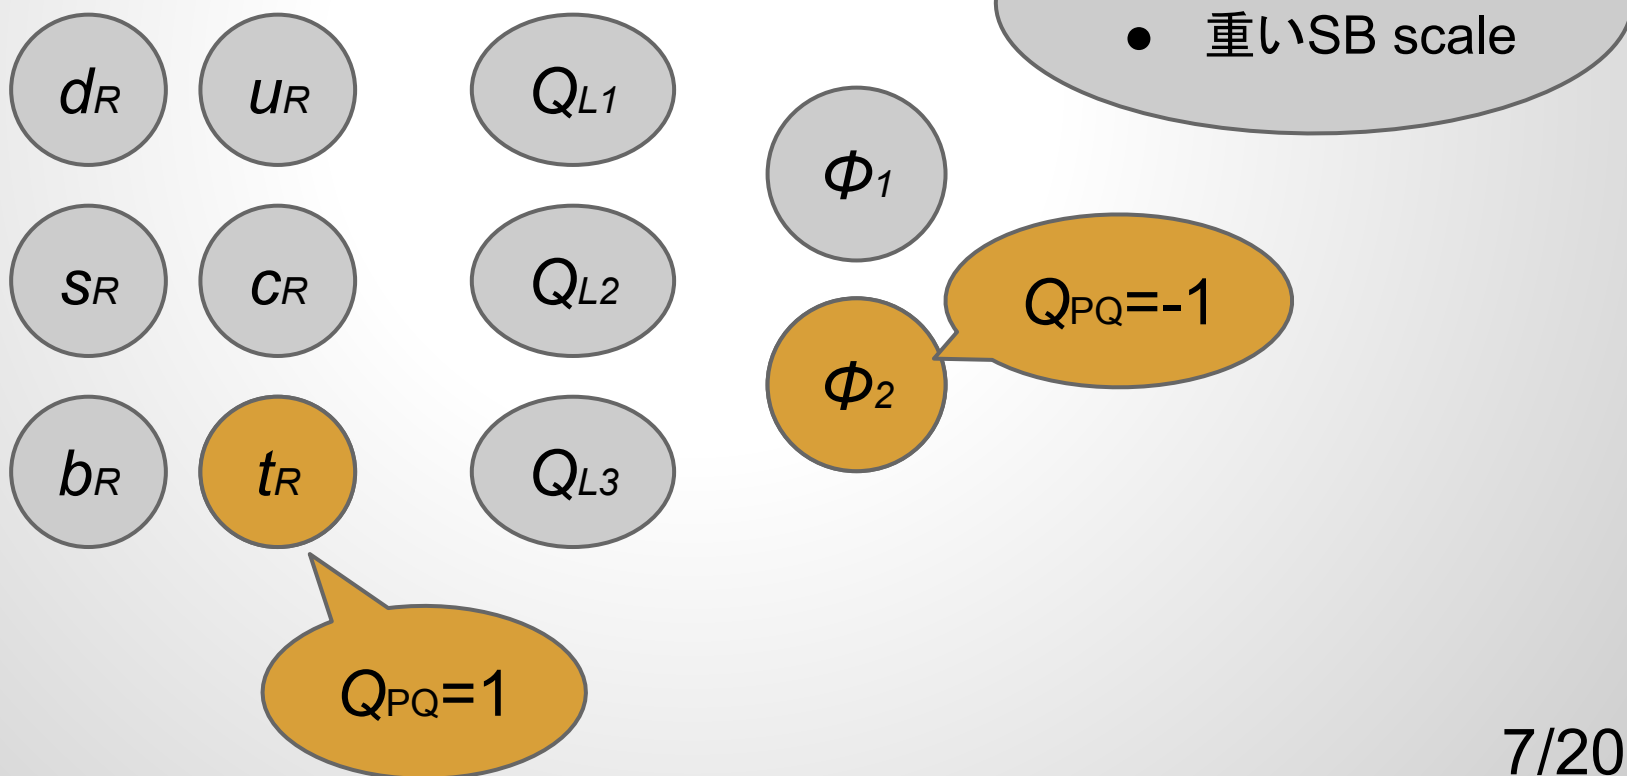 ● 重いSB scale
dR uR QL1
Φ1
sR cR QL2
QPQ=-1
Φ2
bR tR QL3
QPQ=1
7/20